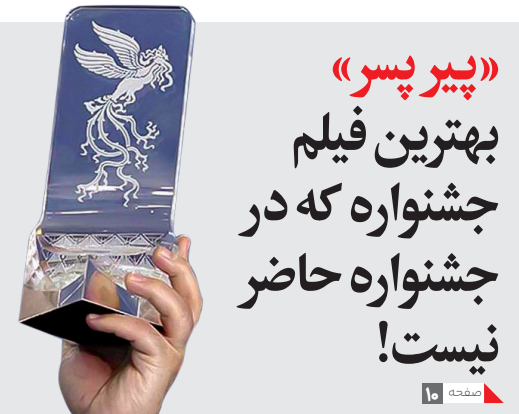 «پیر پسر»
بهترین فیلم
جشنواره که در
جشنواره حاضر
نیست!
صفحه ۱۰